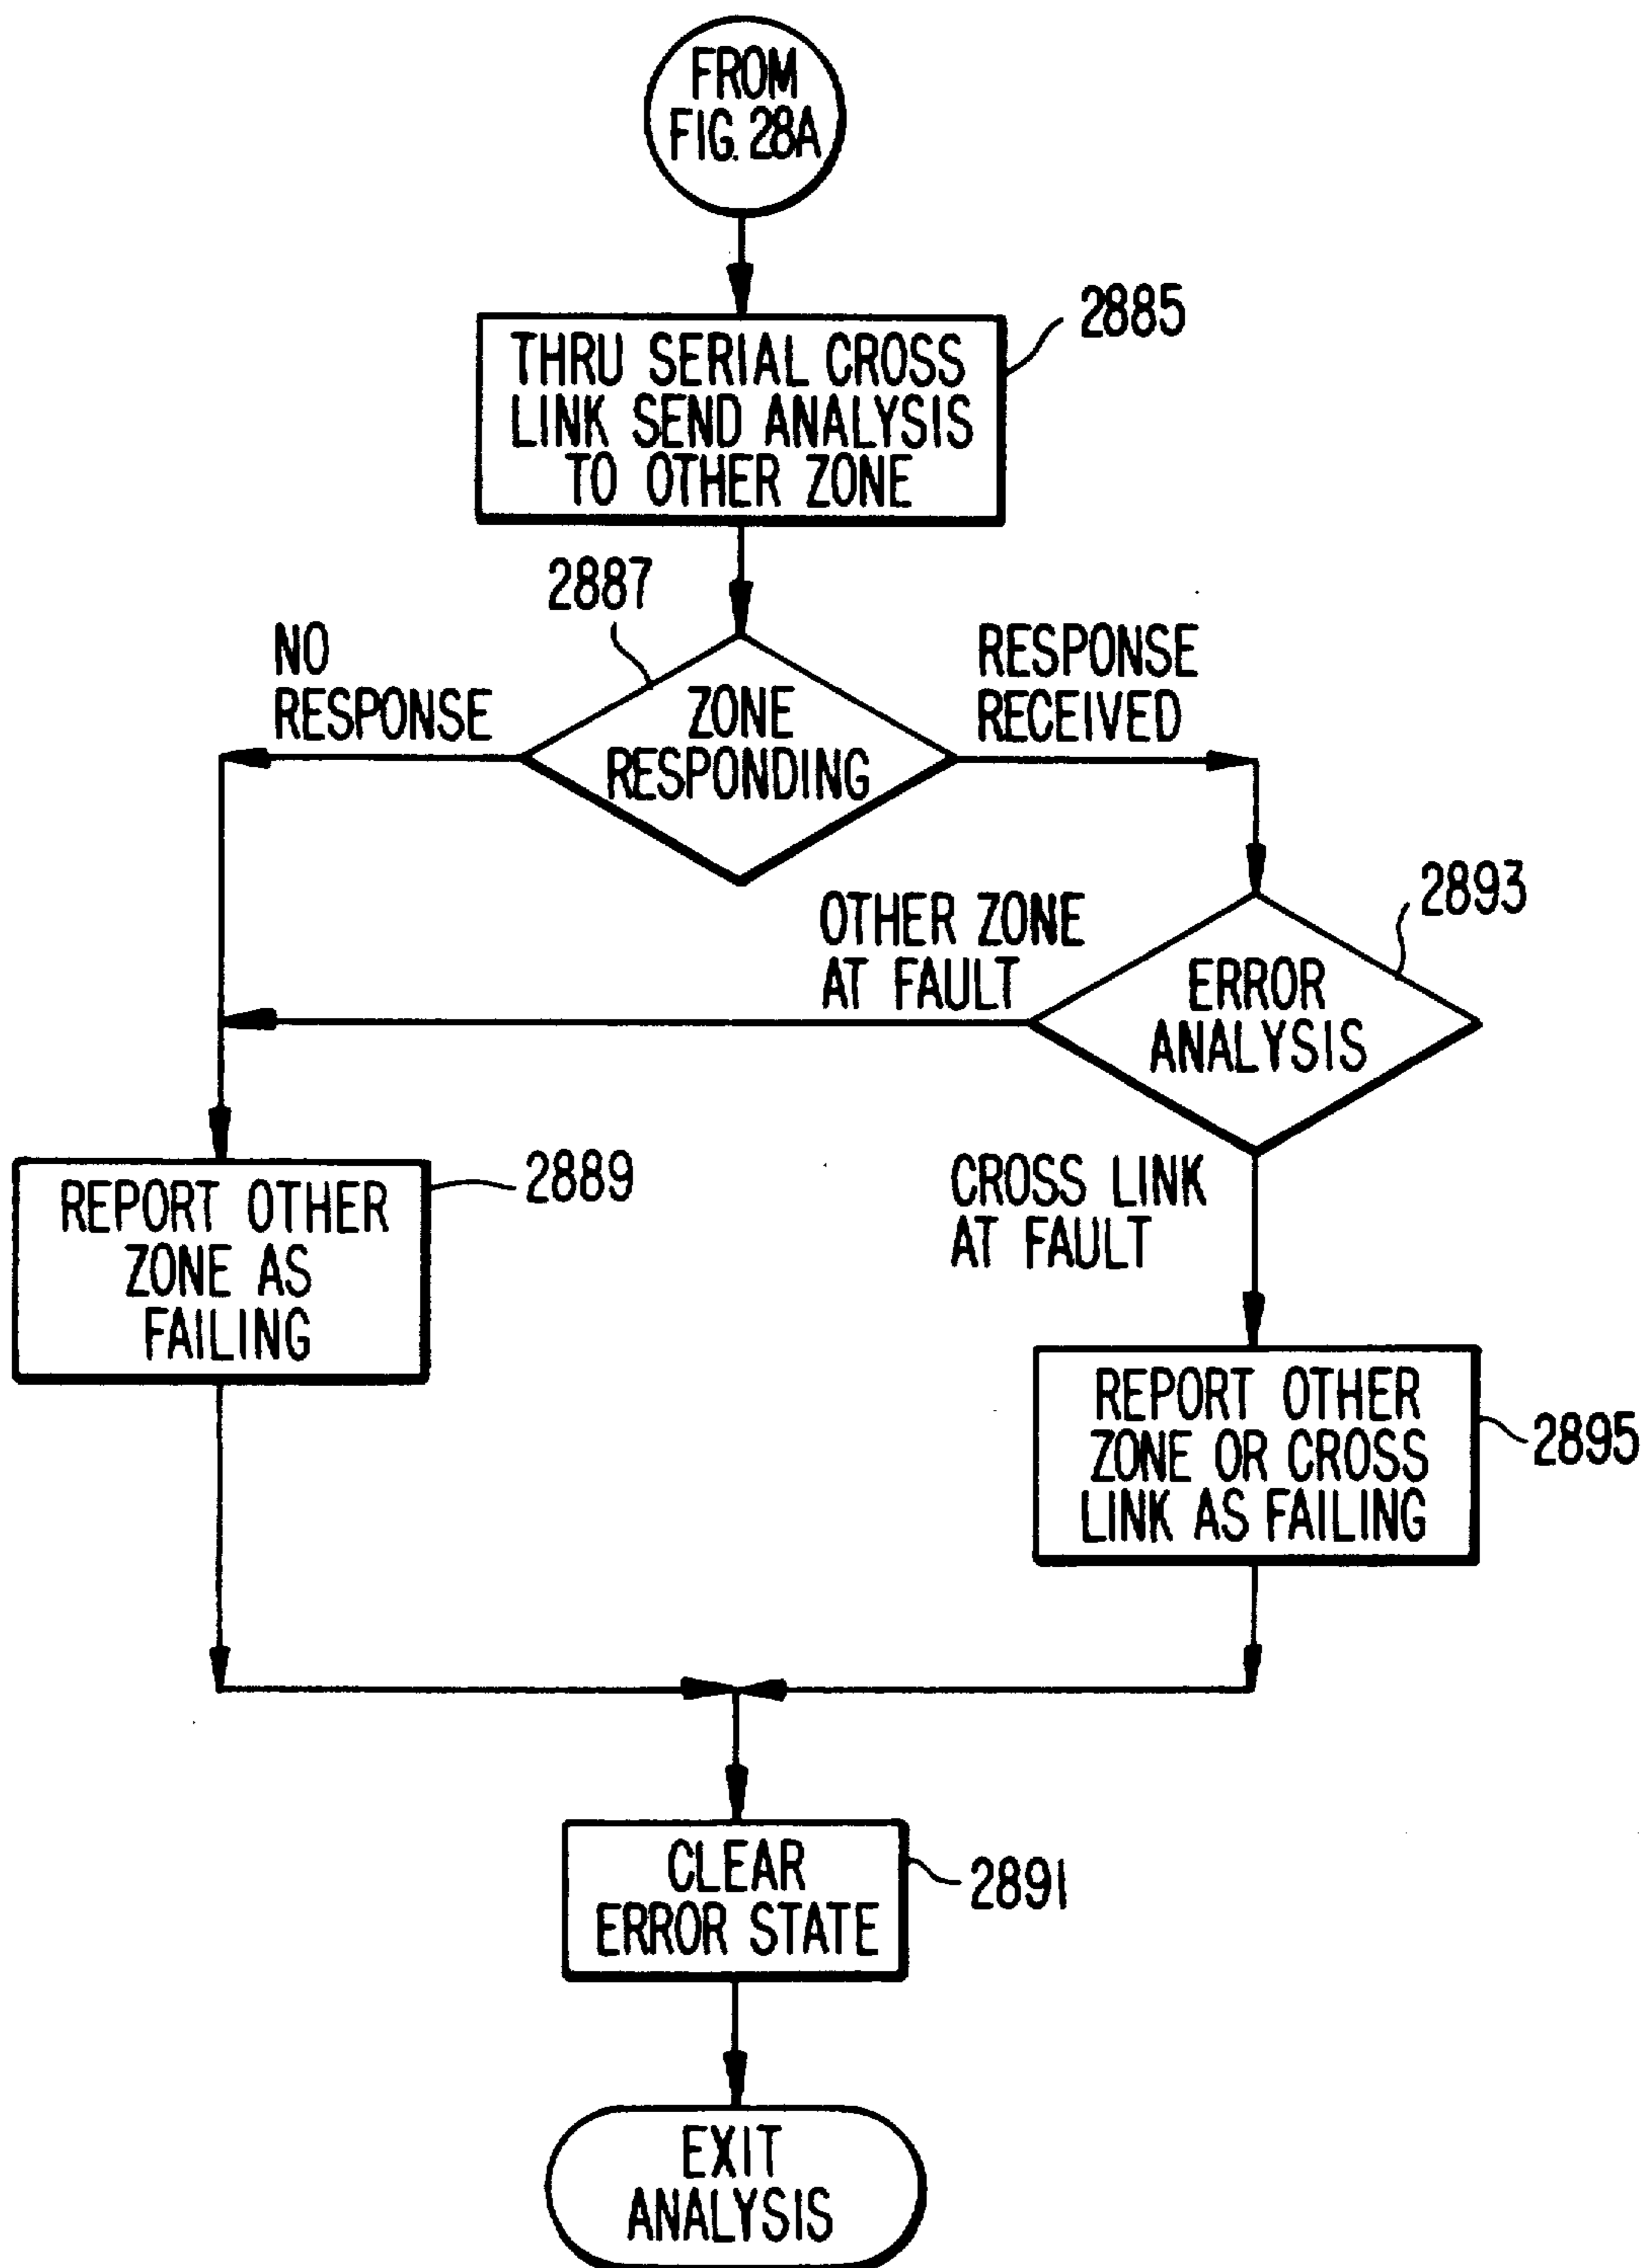 FROM
FIG. 28A
THRU SERIAL CROSS
LINK SEND ANALYSIS
TO OTHER ZONE
2885
2887
NO
RESPONSE
ZONE
RESPONDING
RESPONSE
RECEIVED
OTHER ZONE
AT FAULT
2893
ERROR
ANALYSIS
REPORT OTHER
ZONE AS
FAILING
2889
CROSS LINK
AT FAULT
REPORT OTHER
ZONE OR CROSS
LINK AS FAILING
2895
CLEAR
ERROR STATE
2891
EXIT
ANALYSIS